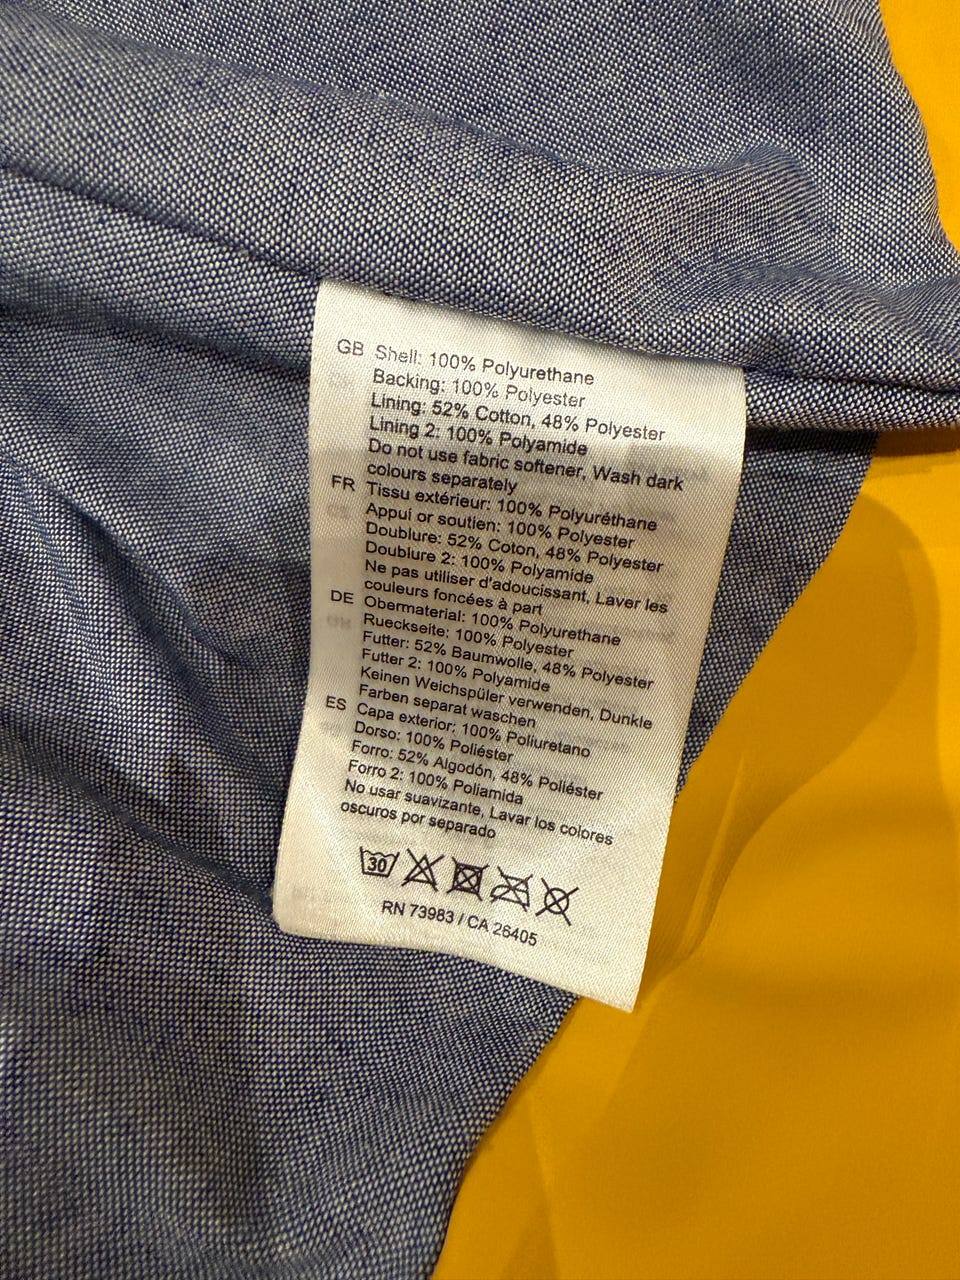 GB Shell: 100% Polyurethane
Backing: 100% Polyester
Lining: 52% Cotton, 48% Polyester
Lining 2: 100% Polyamide
Do not use fabric softener, Wash dark
colours separately
FR Tissu extérieur: 100% Polyuréthane
Appui or soutien: 100% Polyester
Doublure: 52% Coton, 48% Polyester
Doublure 2: 100% Polyamide
Ne pas utiliser d'adoucissant, Laver les
couleurs foncées à part
DE Obermaterial: 100% Polyurethane
Rueckseite: 100% Polyester
Futter: 52% Baumwolle, 48% Polyester
Futter 2: 100% Polyamide
Keinen Weichspüler verwenden, Dunkle
Farben separat waschen
ES Capa exterior: 100% Poliuretano
Dorso: 100% Poliéster
Forro: 52% Algodón, 48% Poliéster
Forro 2: 100% Poliamida
No usar suavizante, Lavar los colores
oscuros por separado
30
RN 73983 / CA 26405